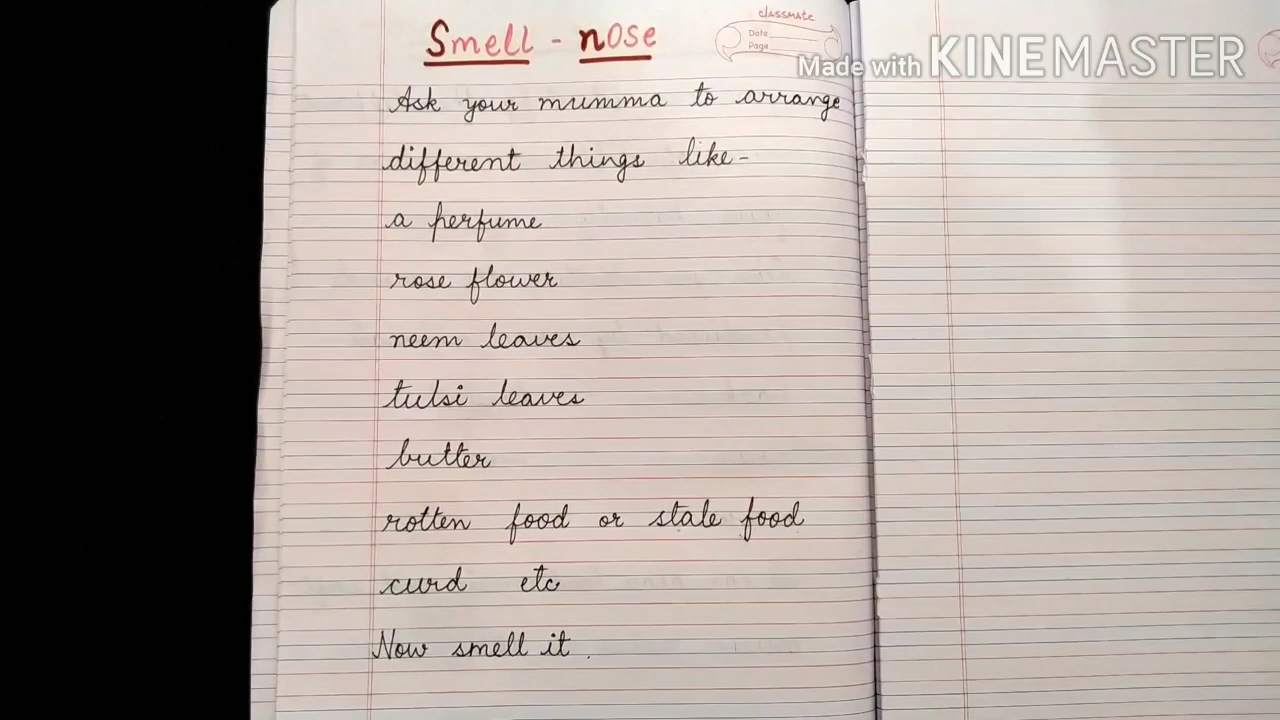 classmate
Date
Page
Made with KINEMASTER
Smell - nose
Ask your mumma to arrange
different things like-
a perfume
rose flower
neem leaves
tulsi leaves
butter
rotten food or stale food
curd etc
Now smell it.